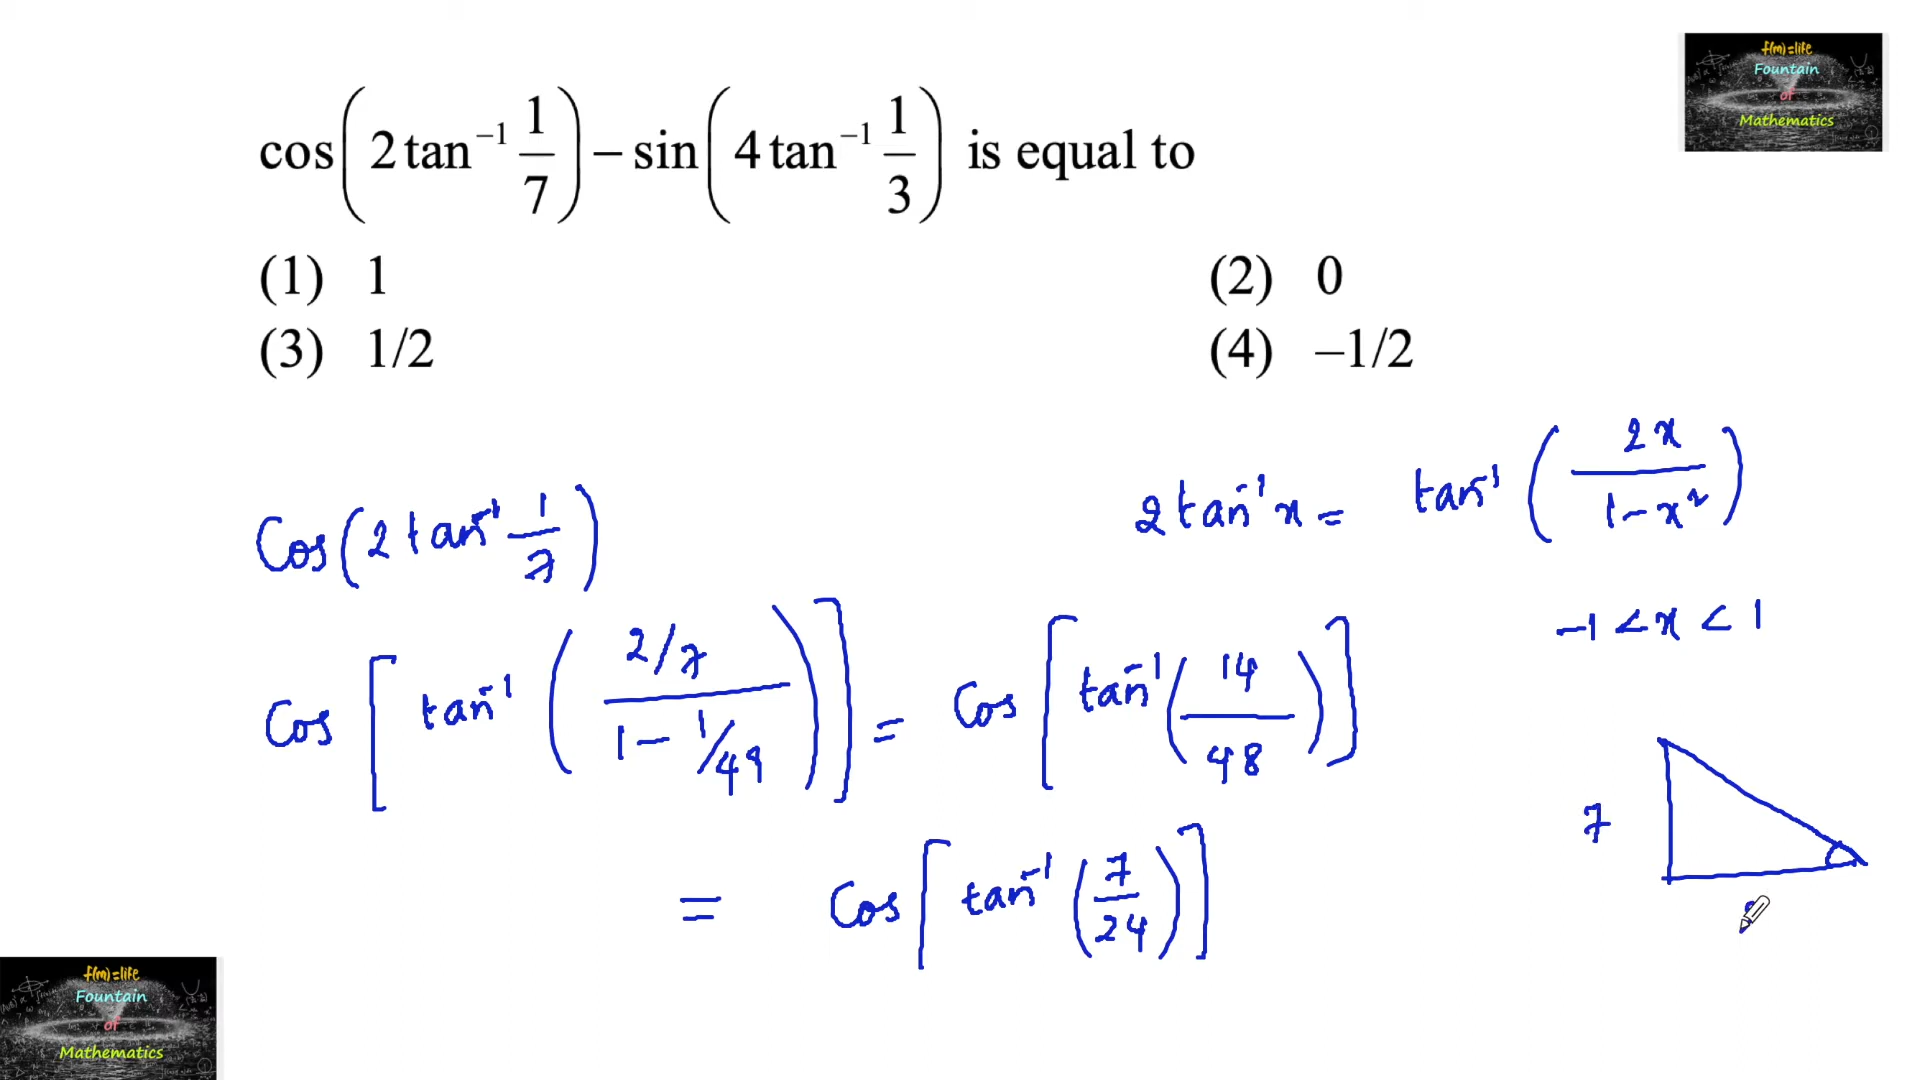 f(m)=life
Fountain
of
Mathematics
cos(2 tan⁻¹ 1/7) – sin(4 tan⁻¹ 1/3) is equal to
(1) 1
(2) 0
(3) 1/2
(4) –1/2
2 tan⁻¹ x = tan⁻¹ (2x / 1 - x²)
Cos(2 tan⁻¹ 1/7)
-1 < x < 1
Cos [tan⁻¹ (2/7 / 1 - 1/49)] = Cos [tan⁻¹ (14/48)]
7
= Cos [tan⁻¹ (7/24)]
f(m)=life
Fountain
of
Mathematics